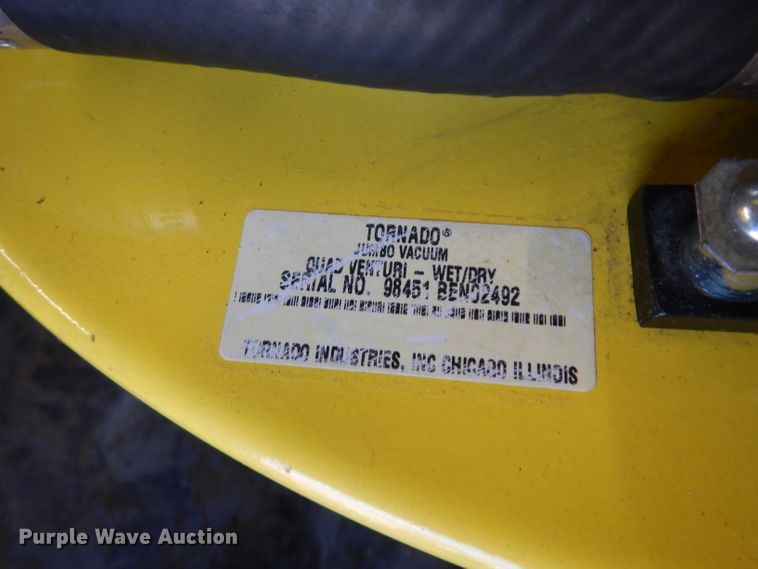 TORNADO®
JUMBO VACUUM
QUAD VENTURI - WET/DRY
SERIAL NO. 98451 BEN02492
TORNADO INDUSTRIES, INC CHICAGO ILLINOIS
Purple Wave Auction